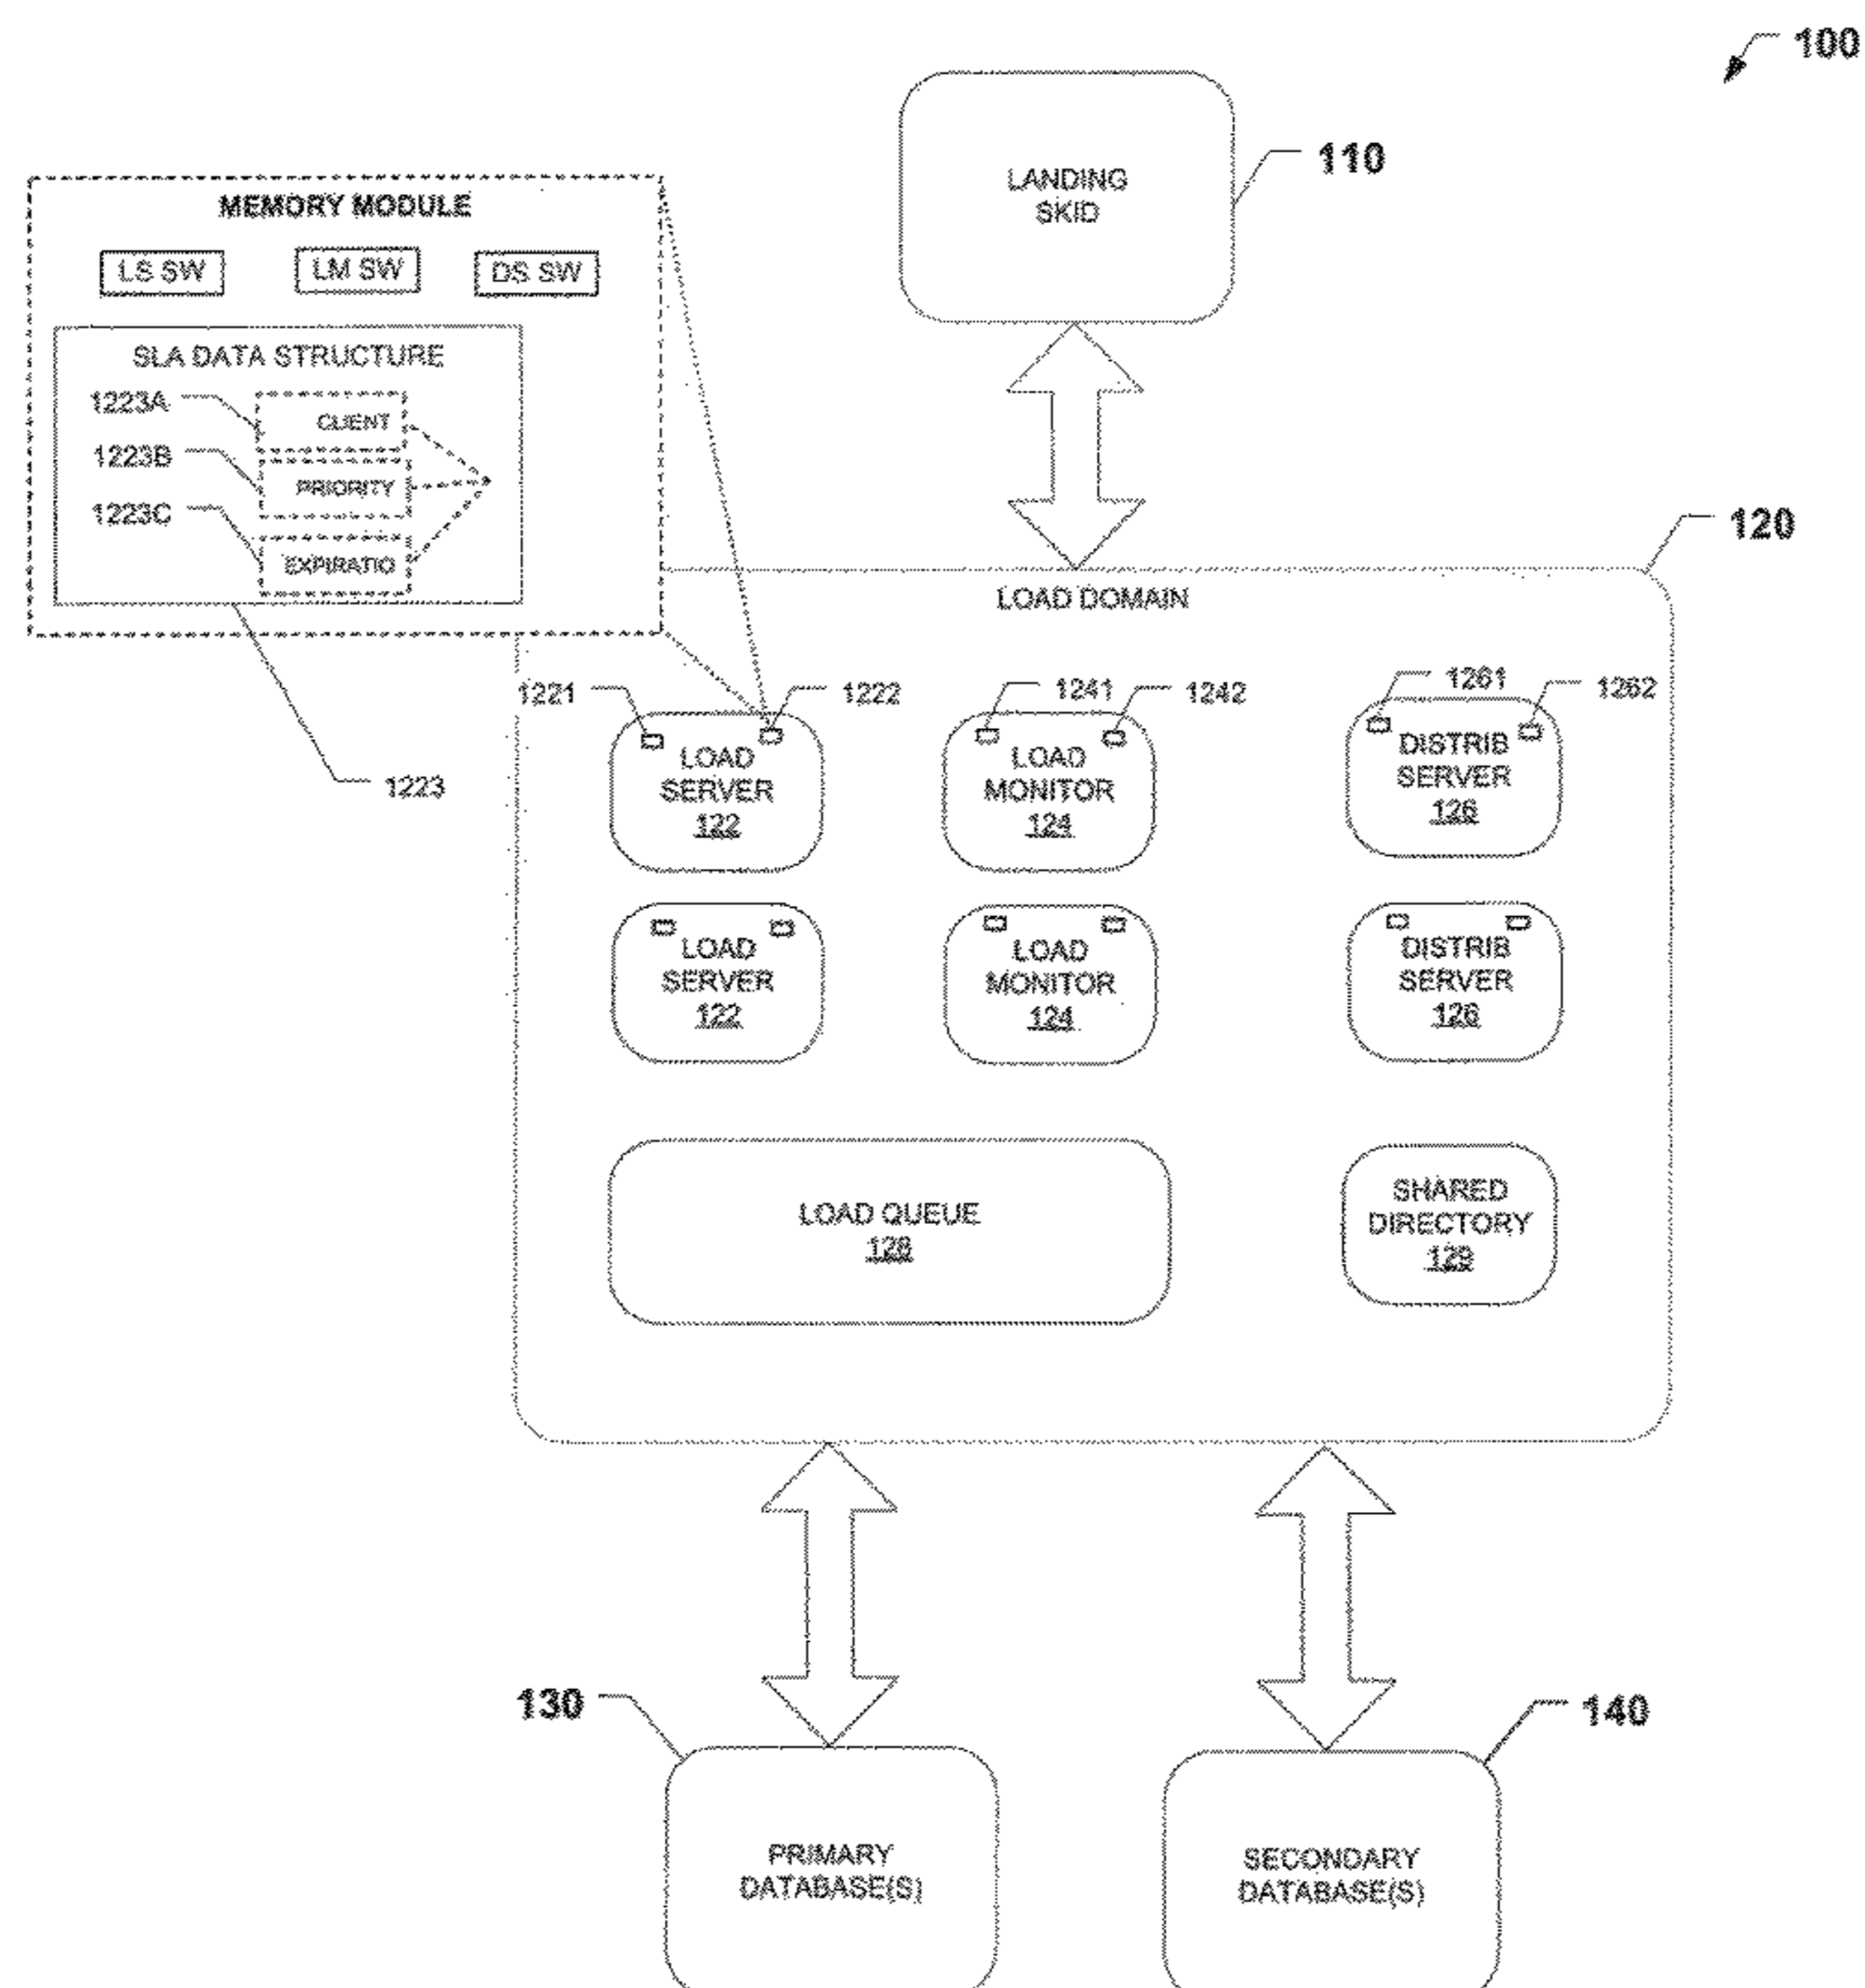 100
LANDING
SKID
110
MEMORY MODULE
LS SW
LM SW
DS SW
SLA DATA STRUCTURE
1223A
CLIENT
1223B
PRIORITY
1223C
EXPIRATIO
1223
120
LOAD DOMAIN
1221
1222
1241
1242
1261
1262
LOAD
SERVER
122
LOAD
MONITOR
124
DISTRIB
SERVER
126
LOAD
SERVER
122
LOAD
MONITOR
124
DISTRIB
SERVER
126
LOAD QUEUE
128
SHARED
DIRECTORY
129
130
140
PRIMARY
DATABASE(S)
SECONDARY
DATABASE(S)